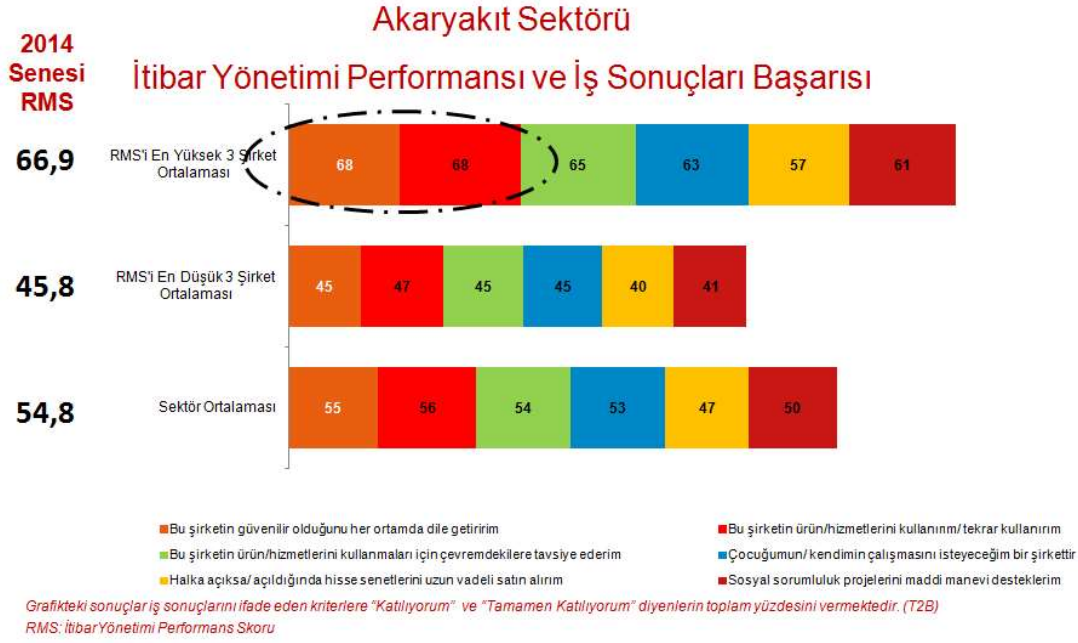 Akaryakıt Sektörü
İtibar Yönetimi Performansı ve İş Sonuçları Başarısı
2014
Senesi
RMS
66,9
RMS'i En Yüksek 3 Şirket
Ortalaması
68 68 65 63 57 61
45,8
RMS'i En Düşük 3 Şirket
Ortalaması
45 47 45 45 40 41
54,8
Sektör Ortalaması
55 56 54 53 47 50
Bu şirketin güvenilir olduğunu her ortamda dile getiririm
Bu şirketin ürün/hizmetlerini kullanırım/ tekrar kullanırım
Bu şirketin ürün/hizmetlerini kullanmaları için çevremdekilere tavsiye ederim
Çocuğumun/ kendimin çalışmasını isteyeceğim bir şirkettir
Halka açıksa/ açıldığında hisse senetlerini uzun vadeli satın alırım
Sosyal sorumluluk projelerini maddi manevi desteklerim
Grafikteki sonuçlar iş sonuçlarını ifade eden kriterlere "Katılıyorum" ve "Tamamen Katılıyorum" diyenlerin toplam yüzdesini vermektedir. (T2B)
RMS: İtibar Yönetimi Performans Skoru